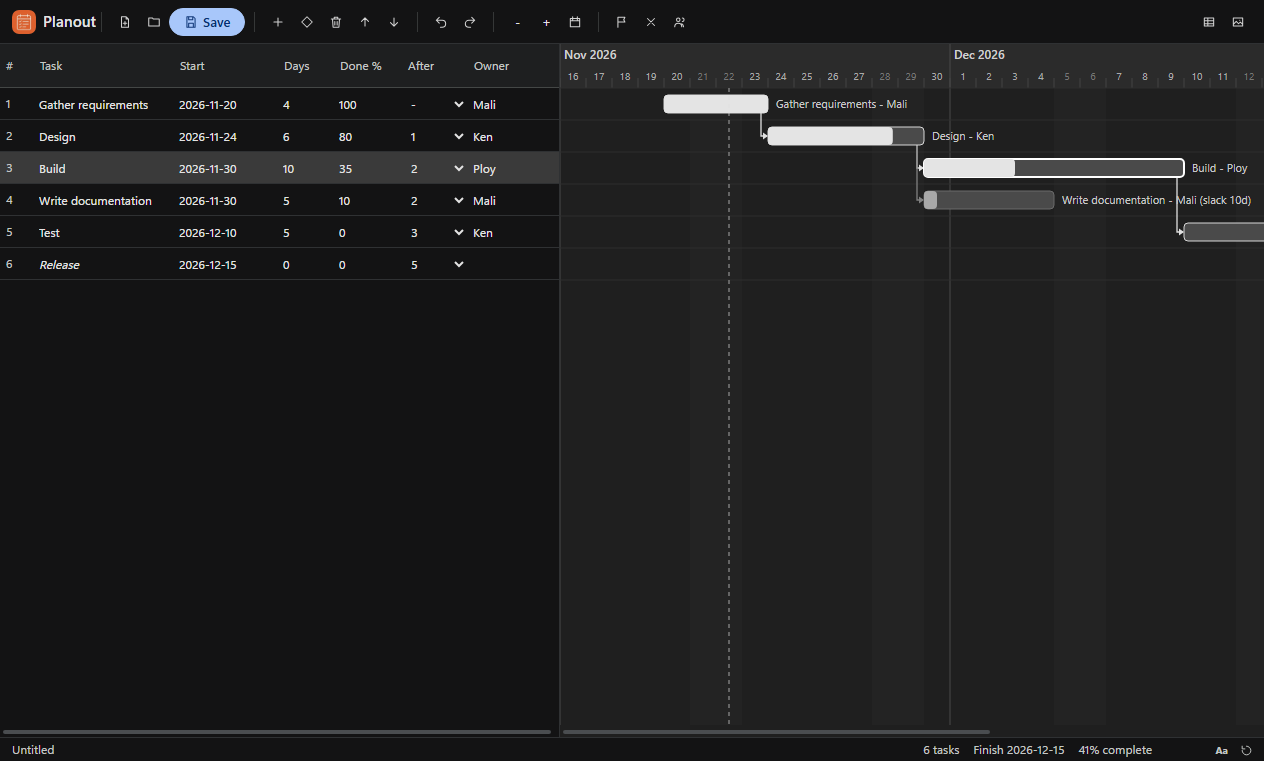 Planout Save - +
Nov 2026 Dec 2026
# Task Start Days Done % After Owner
16 17 18 19 20 21 22 23 24 25 26 27 28 29 30 1 2 3 4 5 6 7 8 9 10 11 12
1 Gather requirements 2026-11-20 4 100 - Mali
Gather requirements - Mali
2 Design 2026-11-24 6 80 1 Ken
Design - Ken
3 Build 2026-11-30 10 35 2 Ploy
Build - Ploy
4 Write documentation 2026-11-30 5 10 2 Mali
Write documentation - Mali (slack 10d)
5 Test 2026-12-10 5 0 3 Ken
6 Release 2026-12-15 0 0 5
Untitled 6 tasks Finish 2026-12-15 41% complete Aa